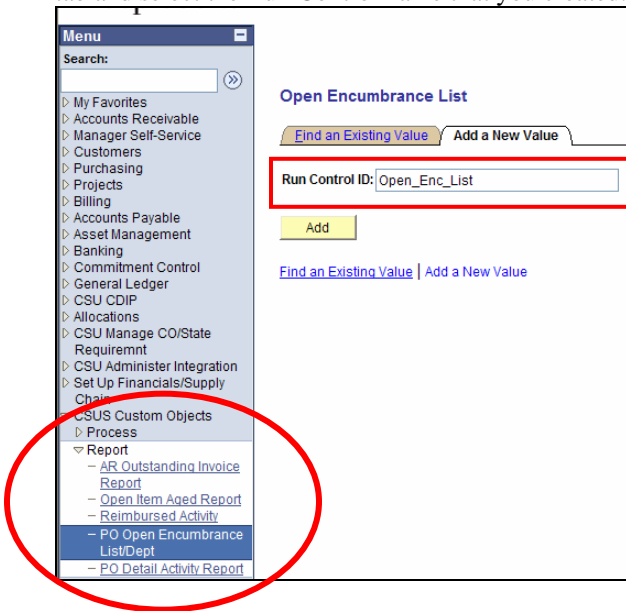 Menu
Search:
My Favorites
Accounts Receivable
Manager Self-Service
Customers
Purchasing
Projects
Billing
Accounts Payable
Asset Management
Banking
Commitment Control
General Ledger
CSU CDIP
Allocations
CSU Manage CO/State
Requiremnt
CSU Administer Integration
Set Up Financials/Supply
Chain
CSUS Custom Objects
Process
Report
– AR Outstanding Invoice
Report
– Open Item Aged Report
– Reimbursed Activity
– PO Open Encumbrance
List/Dept
– PO Detail Activity Report
Open Encumbrance List
Find an Existing Value Add a New Value
Run Control ID: Open_Enc_List
Add
Find an Existing Value | Add a New Value